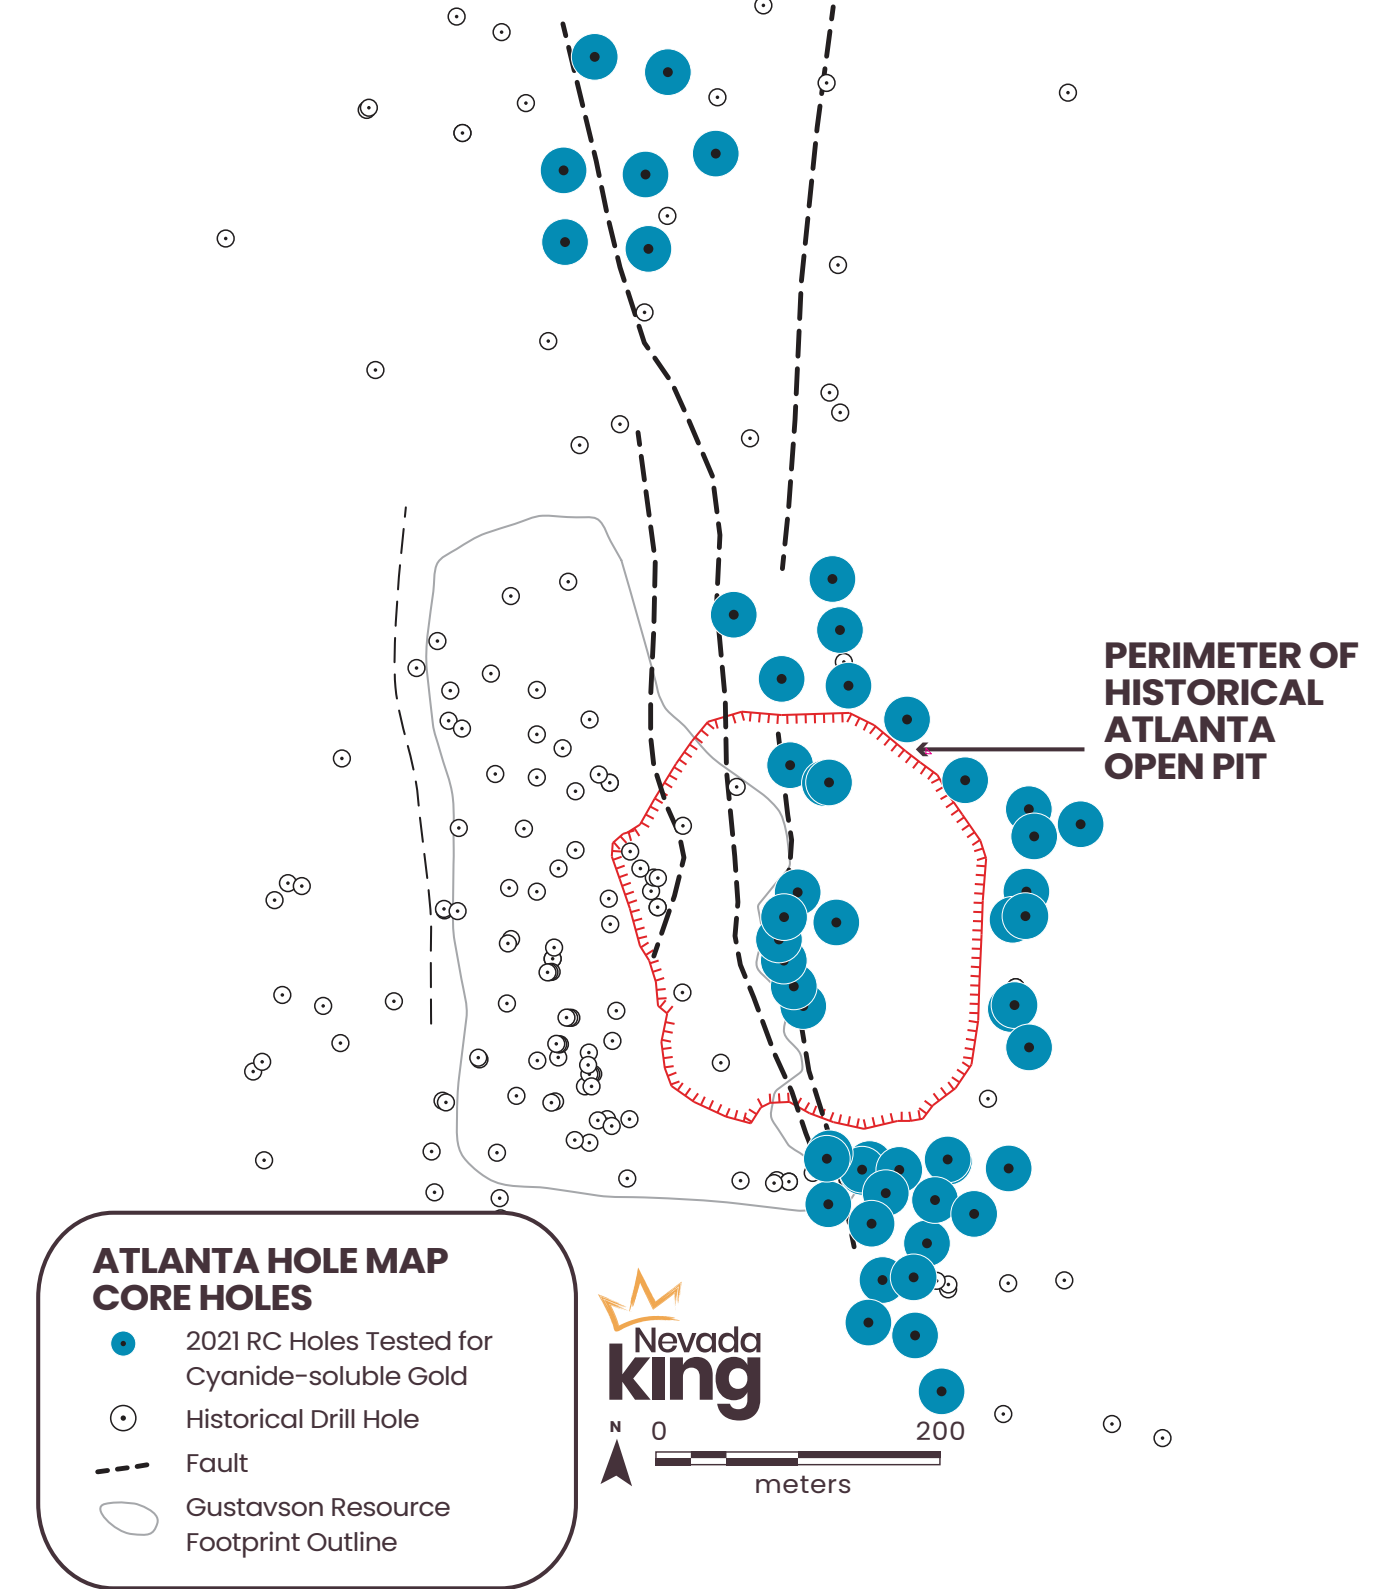 PERIMETER OF
HISTORICAL
ATLANTA
OPEN PIT
ATLANTA HOLE MAP
CORE HOLES
2021 RC Holes Tested for
Cyanide-soluble Gold
Historical Drill Hole
Fault
Gustavson Resource
Footprint Outline
Nevada
king
N
0 200
meters